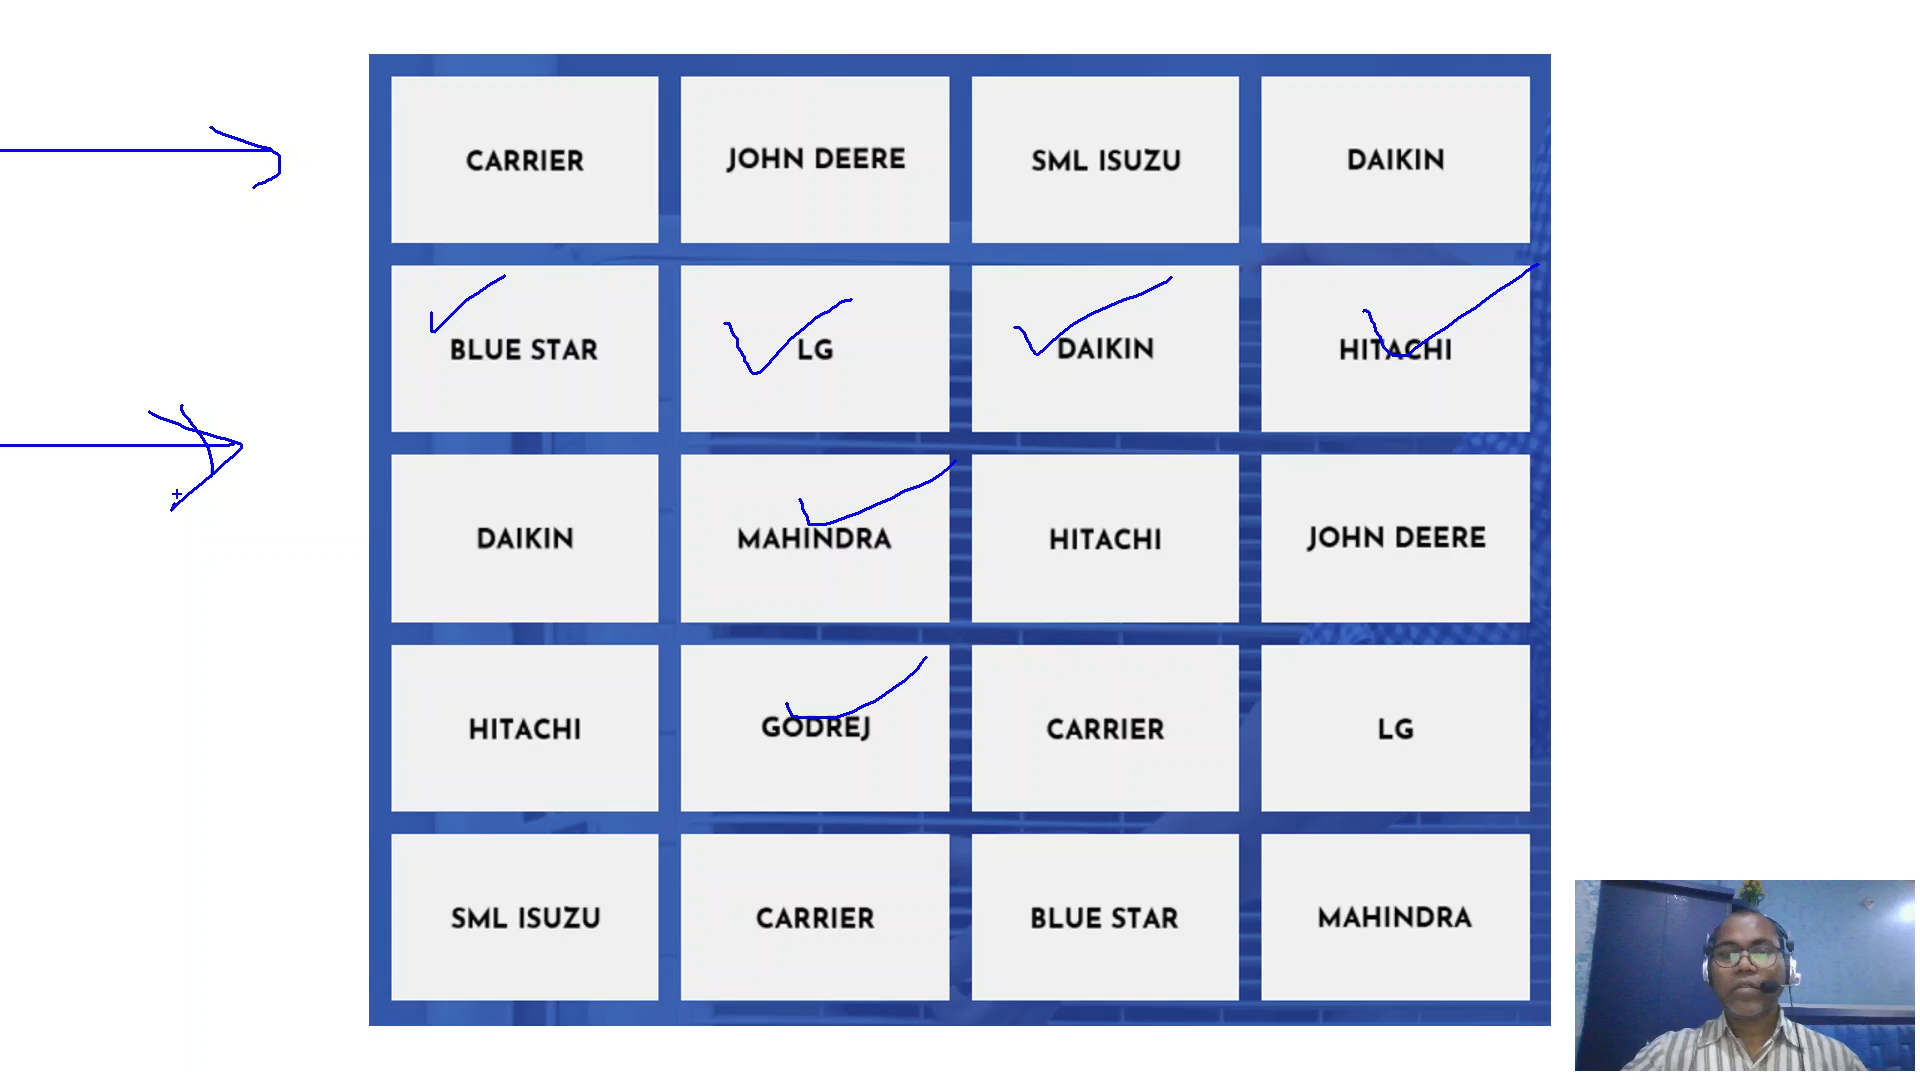 CARRIER JOHN DEERE SML ISUZU DAIKIN
BLUE STAR LG DAIKIN HITACHI
DAIKIN MAHINDRA HITACHI JOHN DEERE
HITACHI GODREJ CARRIER LG
SML ISUZU CARRIER BLUE STAR MAHINDRA